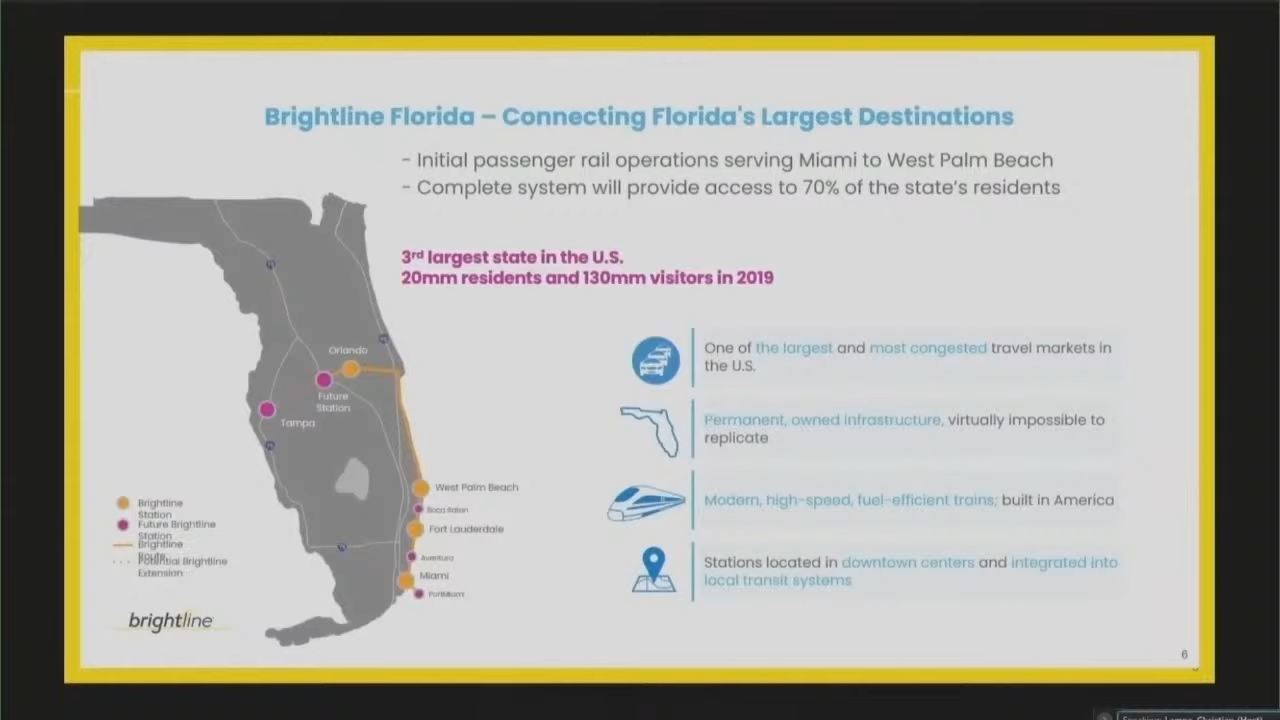 Brightline Florida – Connecting Florida's Largest Destinations
- Initial passenger rail operations serving Miami to West Palm Beach
- Complete system will provide access to 70% of the state's residents
3rd largest state in the U.S.
20mm residents and 130mm visitors in 2019
Orlando
Future
Station
Tampa
West Palm Beach
Boca Raton
Fort Lauderdale
Aventura
Miami
PortMiami
One of the largest and most congested travel markets in
the U.S.
Permanent, owned infrastructure, virtually impossible to
replicate
Modern, high-speed, fuel-efficient trains; built in America
Stations located in downtown centers and integrated into
local transit systems
Brightline
Station
Future Brightline
Station
Brightline
Route
Potential Brightline
Extension
brightline
6